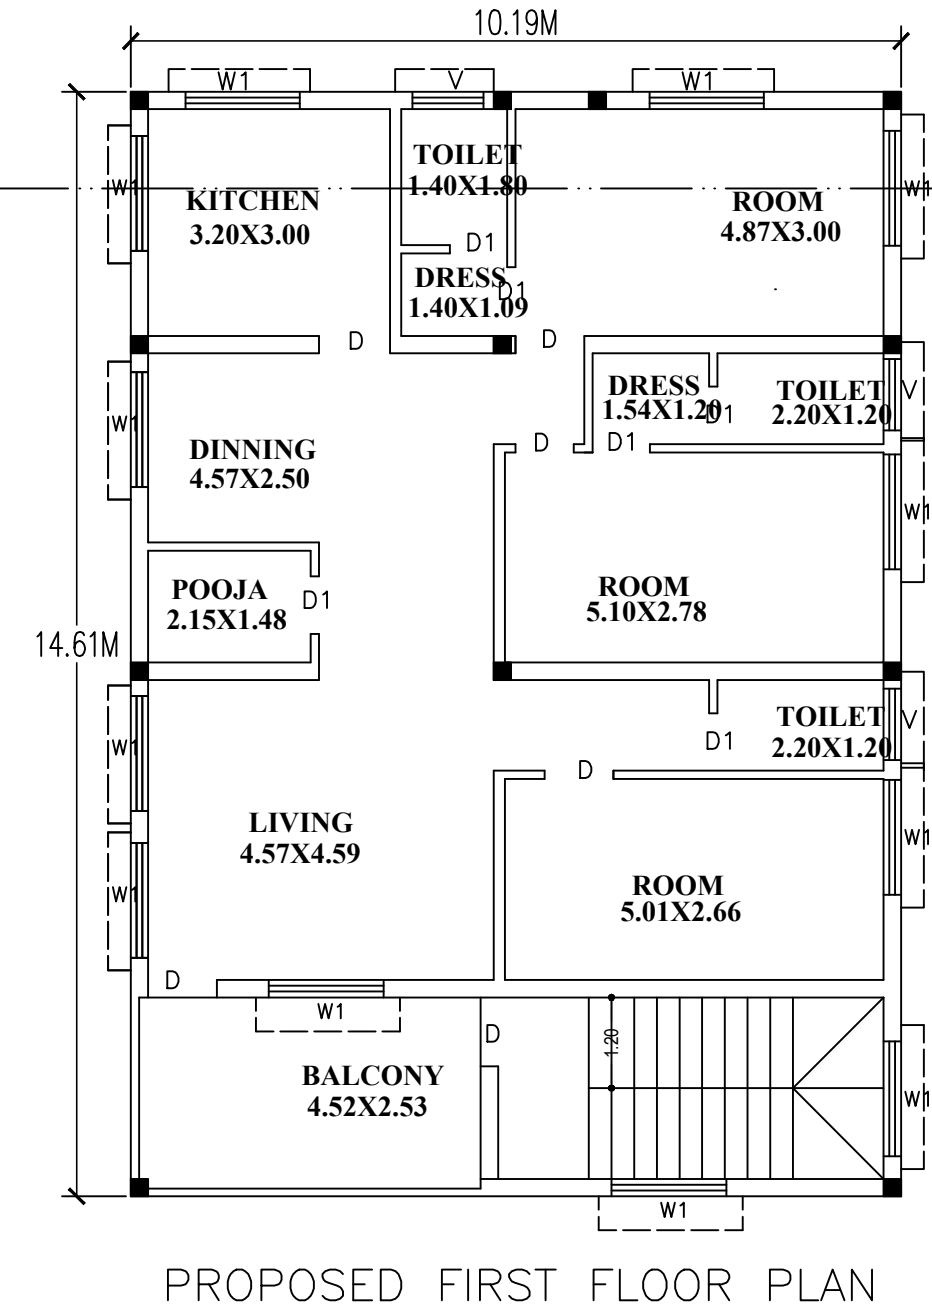 10.19M
W1
V
W1
TOILET
1.40X1.80
W1
KITCHEN
3.20X3.00
ROOM
4.87X3.00
W1
D1
DRESS
1.40X1.09
D1
D
D
DRESS
1.54X1.20
D1
TOILET
2.20X1.20
V
W1
DINNING
4.57X2.50
D
D1
W1
POOJA
2.15X1.48
D1
ROOM
5.10X2.78
14.61M
TOILET
2.20X1.20
V
D1
W1
D
LIVING
4.57X4.59
W1
W1
ROOM
5.01X2.66
D
W1
D
1.20
BALCONY
4.52X2.53
W1
W1
PROPOSED FIRST FLOOR PLAN